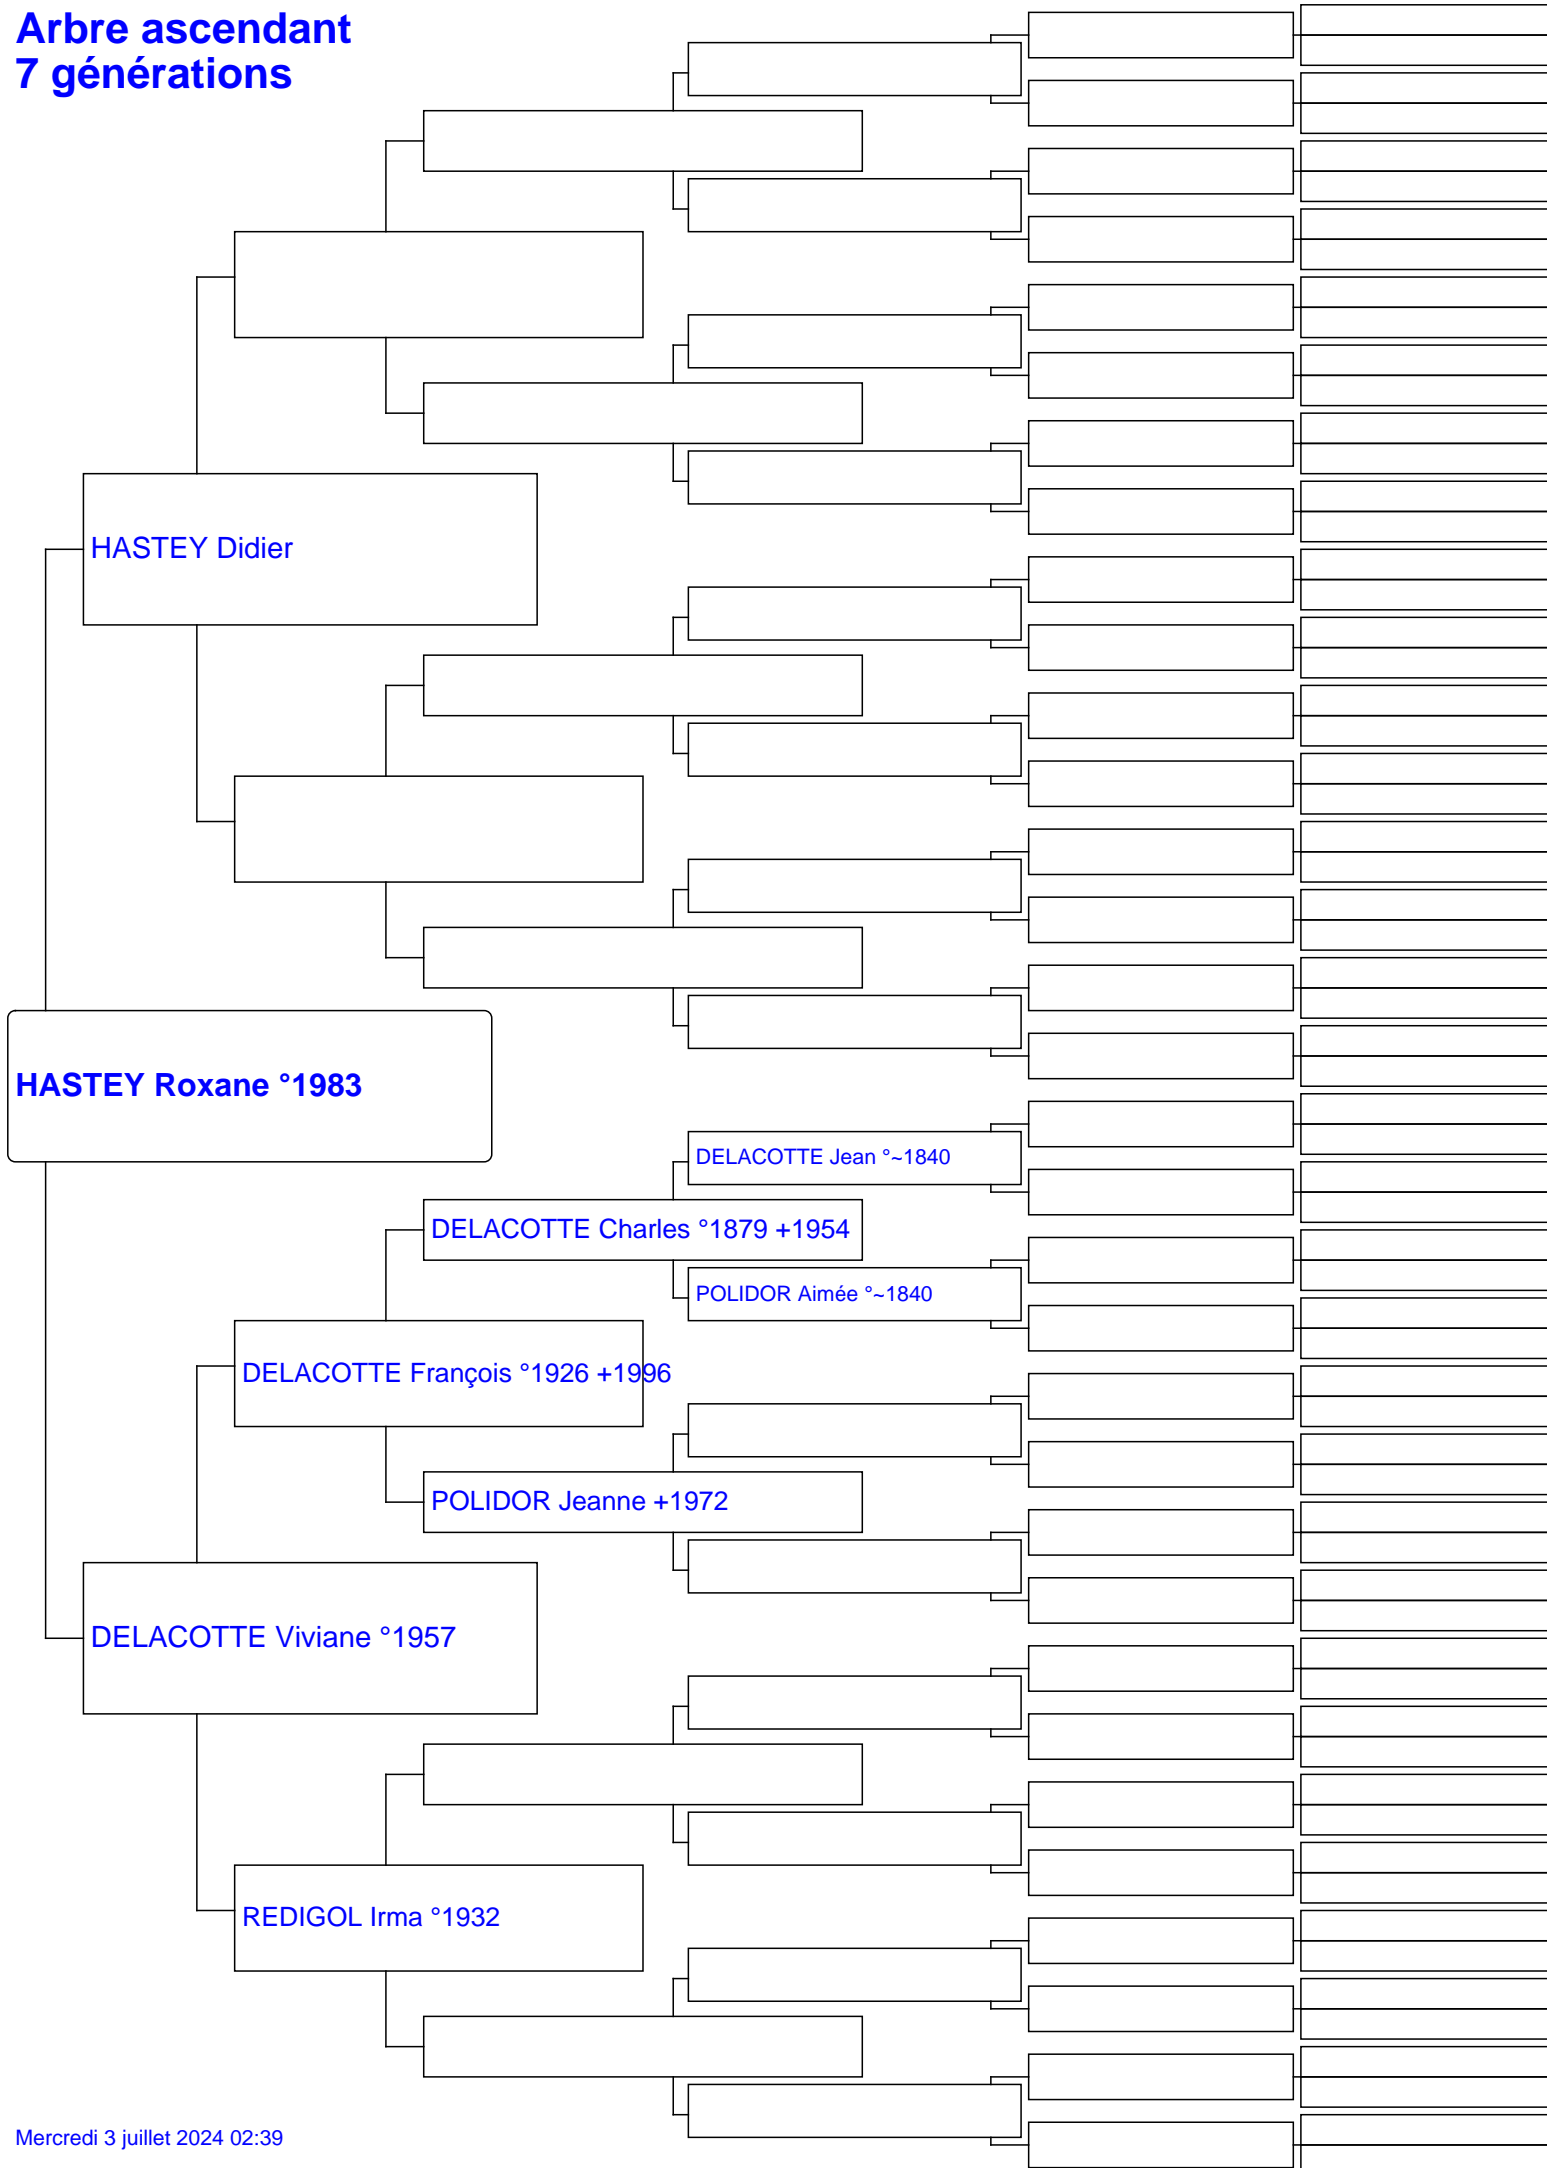 Arbre ascendant
7 générations
HASTEY Didier
HASTEY Roxane °1983
DELACOTTE Jean °~1840
DELACOTTE Charles °1879 +1954
POLIDOR Aimée °~1840
DELACOTTE François °1926 +1996
POLIDOR Jeanne +1972
DELACOTTE Viviane °1957
REDIGOL Irma °1932
Mercredi 3 juillet 2024 02:39